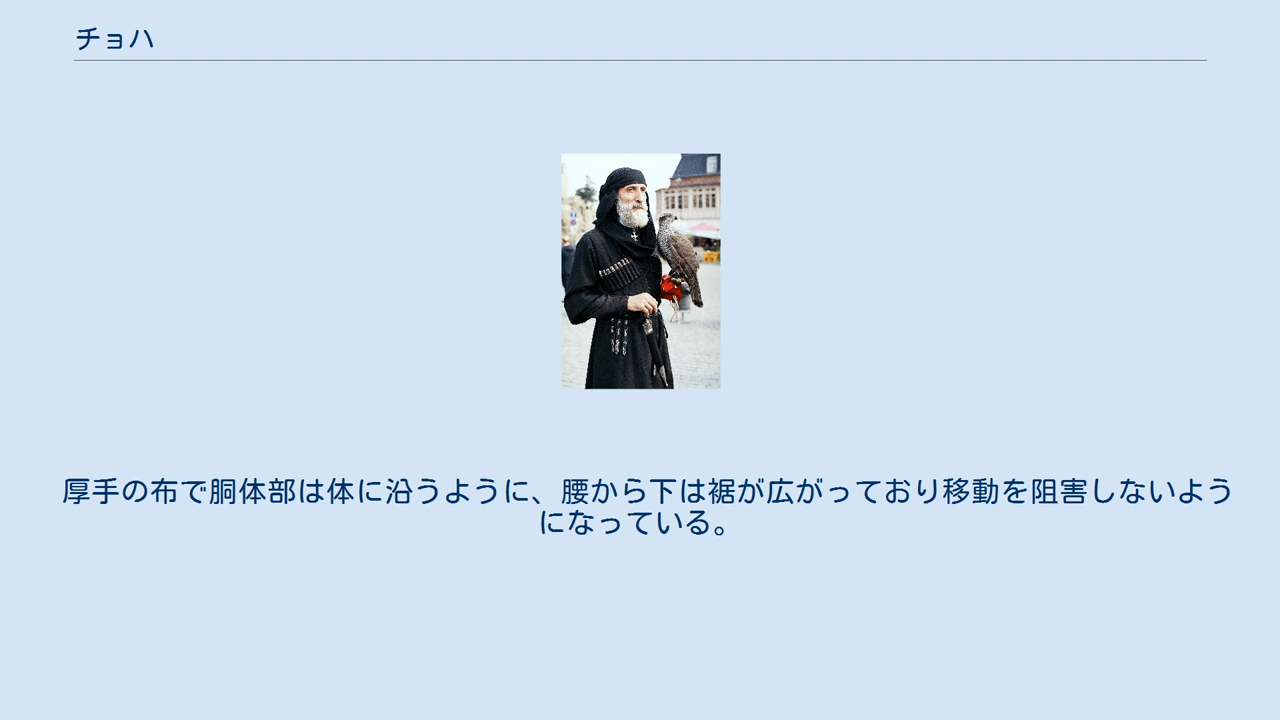 チョハ
厚手の布で胴体部は体に沿うように、腰から下は裾が広がっており移動を阻害しないよう
になっている。